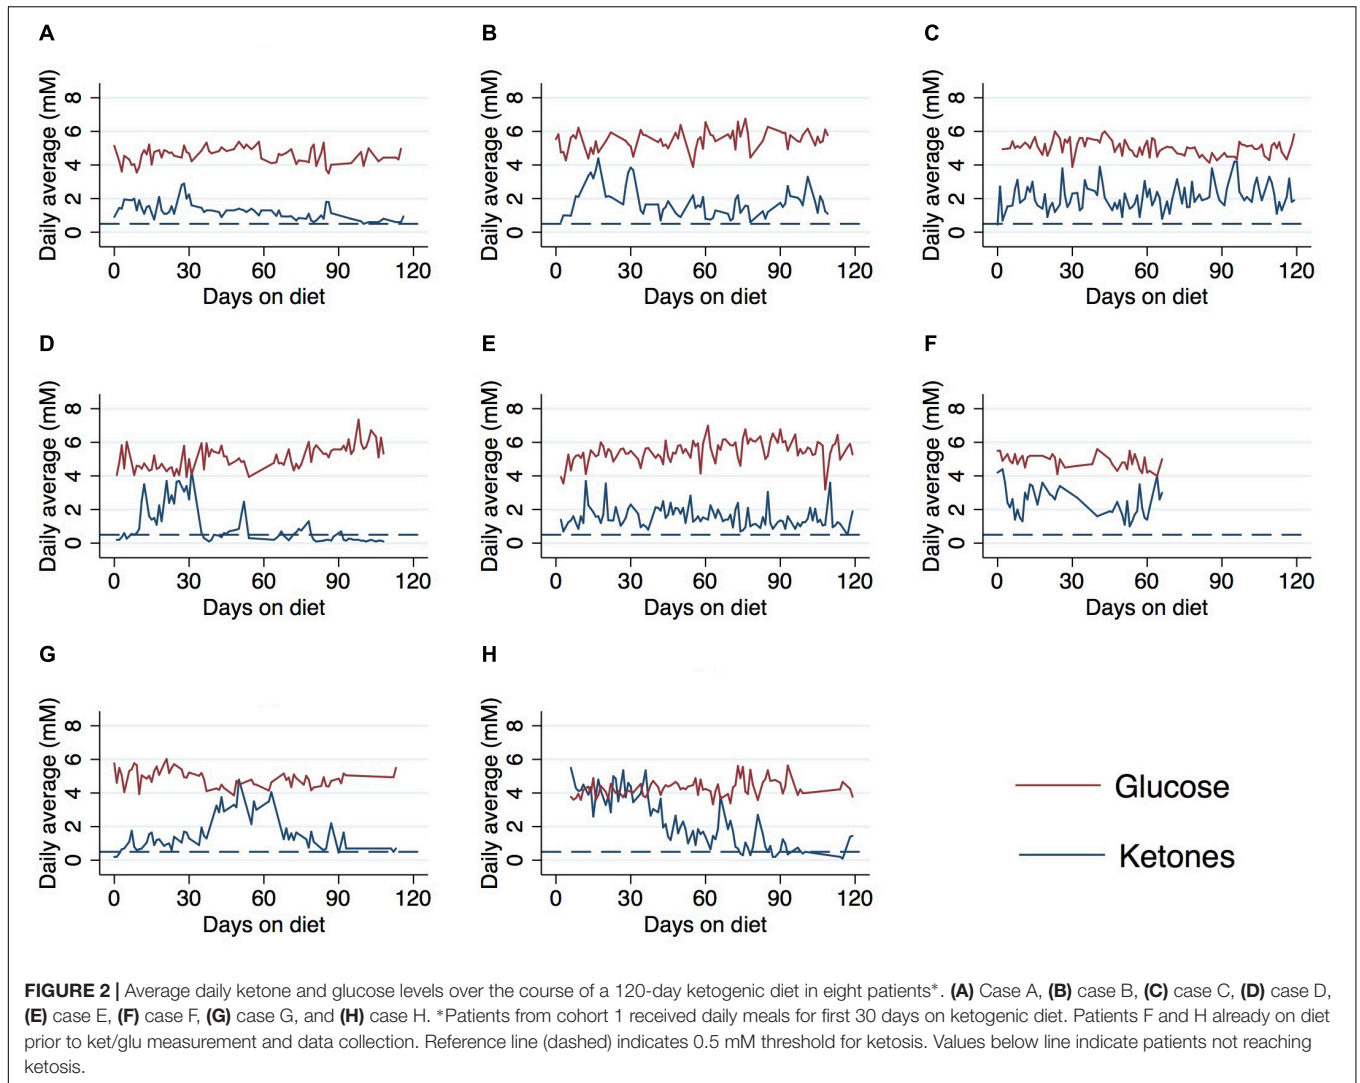 A
B
C
Daily average (mM)
8
6
4
2
0
0 30 60 90 120
Days on diet
Daily average (mM)
8
6
4
2
0
0 30 60 90 120
Days on diet
Daily average (mM)
8
6
4
2
0
0 30 60 90 120
Days on diet
D
E
F
Daily average (mM)
8
6
4
2
0
0 30 60 90 120
Days on diet
Daily average (mM)
8
6
4
2
0
0 30 60 90 120
Days on diet
Daily average (mM)
8
6
4
2
0
0 30 60 90 120
Days on diet
G
H
Daily average (mM)
8
6
4
2
0
0 30 60 90 120
Days on diet
Daily average (mM)
8
6
4
2
0
0 30 60 90 120
Days on diet
Glucose
Ketones
FIGURE 2 | Average daily ketone and glucose levels over the course of a 120-day ketogenic diet in eight patients*. (A) Case A, (B) case B, (C) case C, (D) case D,
(E) case E, (F) case F, (G) case G, and (H) case H. *Patients from cohort 1 received daily meals for first 30 days on ketogenic diet. Patients F and H already on diet
prior to ket/glu measurement and data collection. Reference line (dashed) indicates 0.5 mM threshold for ketosis. Values below line indicate patients not reaching
ketosis.